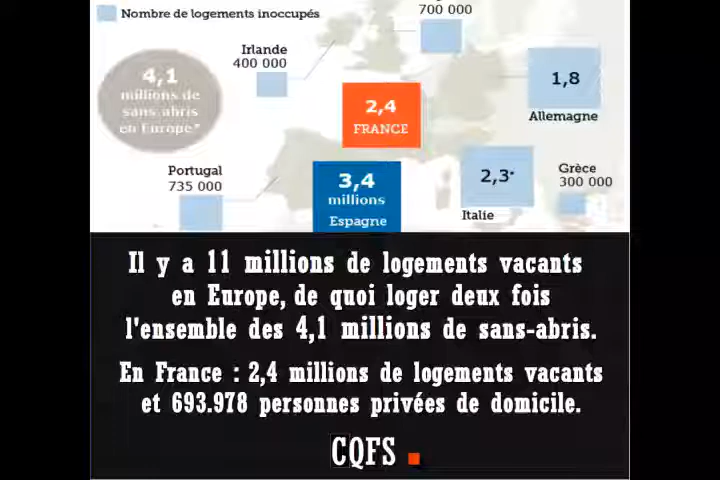 Nombre de logements inoccupés
700 000
Irlande
400 000
4,1
millions de
sans-abris
en Europe*
2,4
FRANCE
1,8
Allemagne
Portugal
735 000
3,4
millions
Espagne
2,3*
Italie
Grèce
300 000
Il y a 11 millions de logements vacants
en Europe, de quoi loger deux fois
l'ensemble des 4,1 millions de sans-abris.
En France : 2,4 millions de logements vacants
et 693.978 personnes privées de domicile.
CQFS